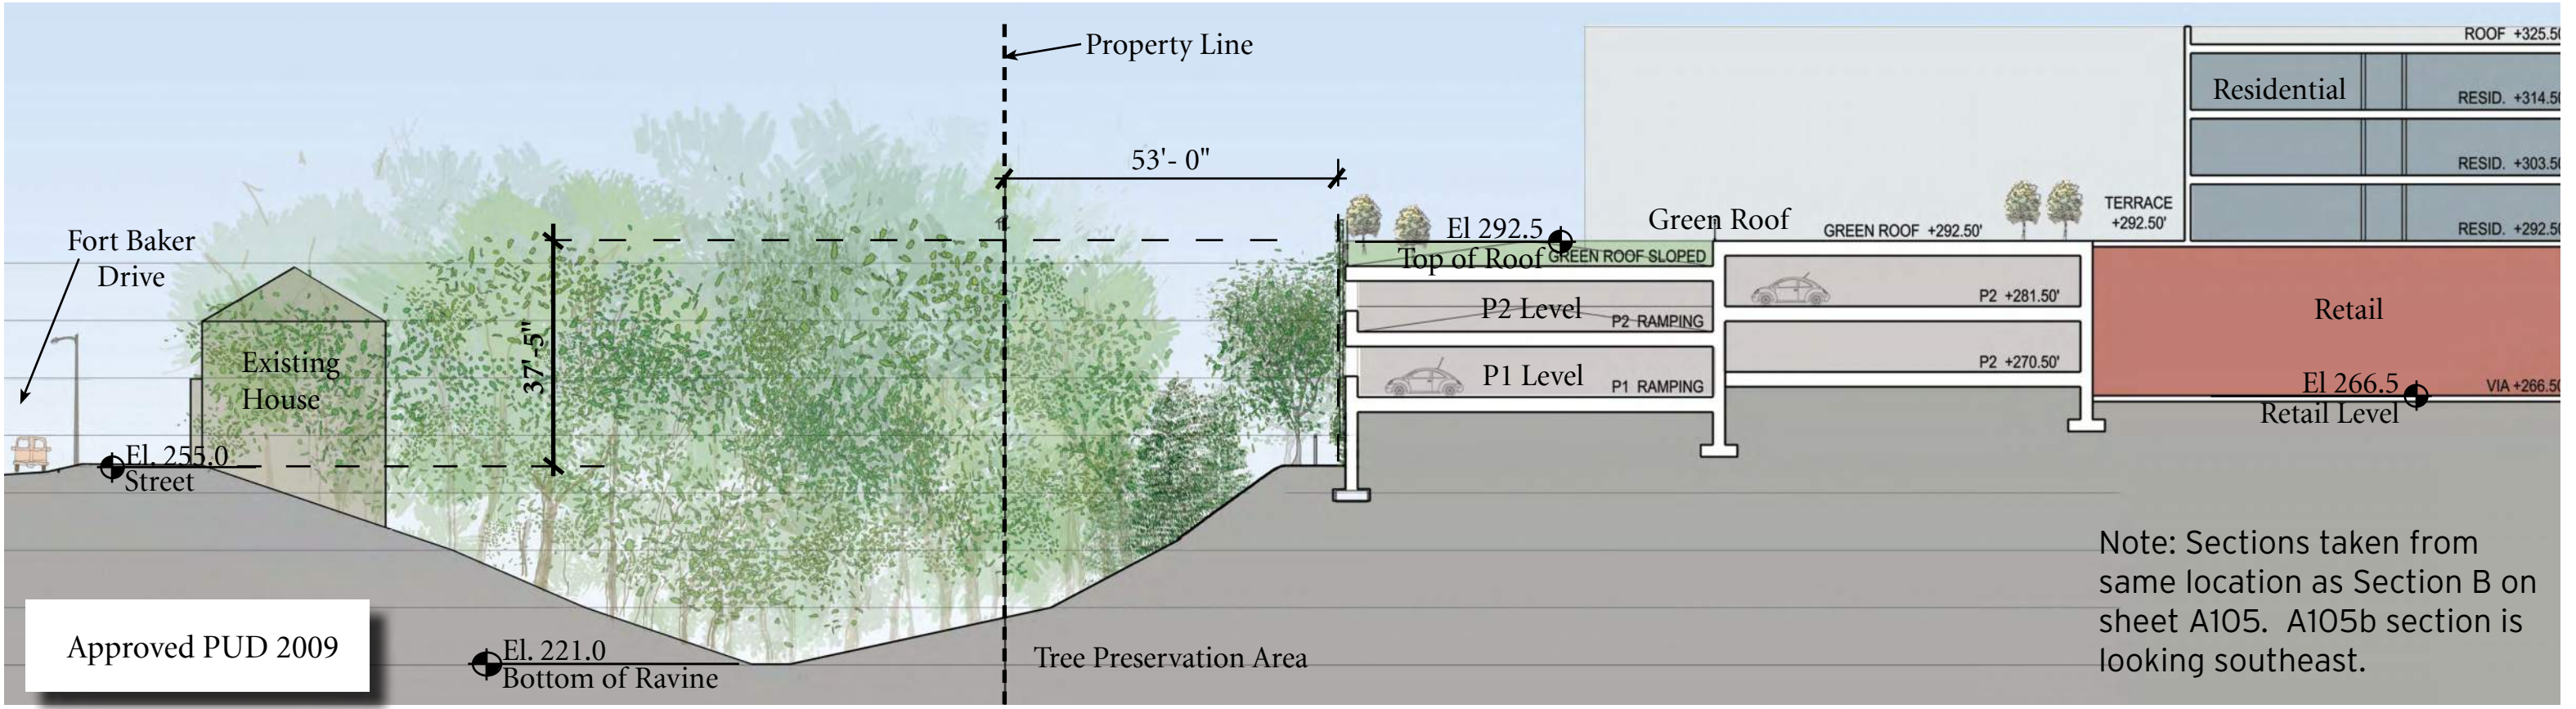 Property Line
53'- 0"
Fort Baker
Drive
Existing
House
37'-5"
El. 255.0
Street
Approved PUD 2009
El. 221.0
Bottom of Ravine
Tree Preservation Area
El 292.5
Top of Roof
GREEN ROOF SLOPED
Green Roof
GREEN ROOF +292.50'
TERRACE
+292.50'
P2 Level
P2 RAMPING
P2 +281.50'
P1 Level
P1 RAMPING
P2 +270.50'
ROOF +325.50
Residential
RESID. +314.50
RESID. +303.50
RESID. +292.50
Retail
El 266.5
Retail Level
VIA +266.50
Note: Sections taken from
same location as Section B on
sheet A105. A105b section is
looking southeast.